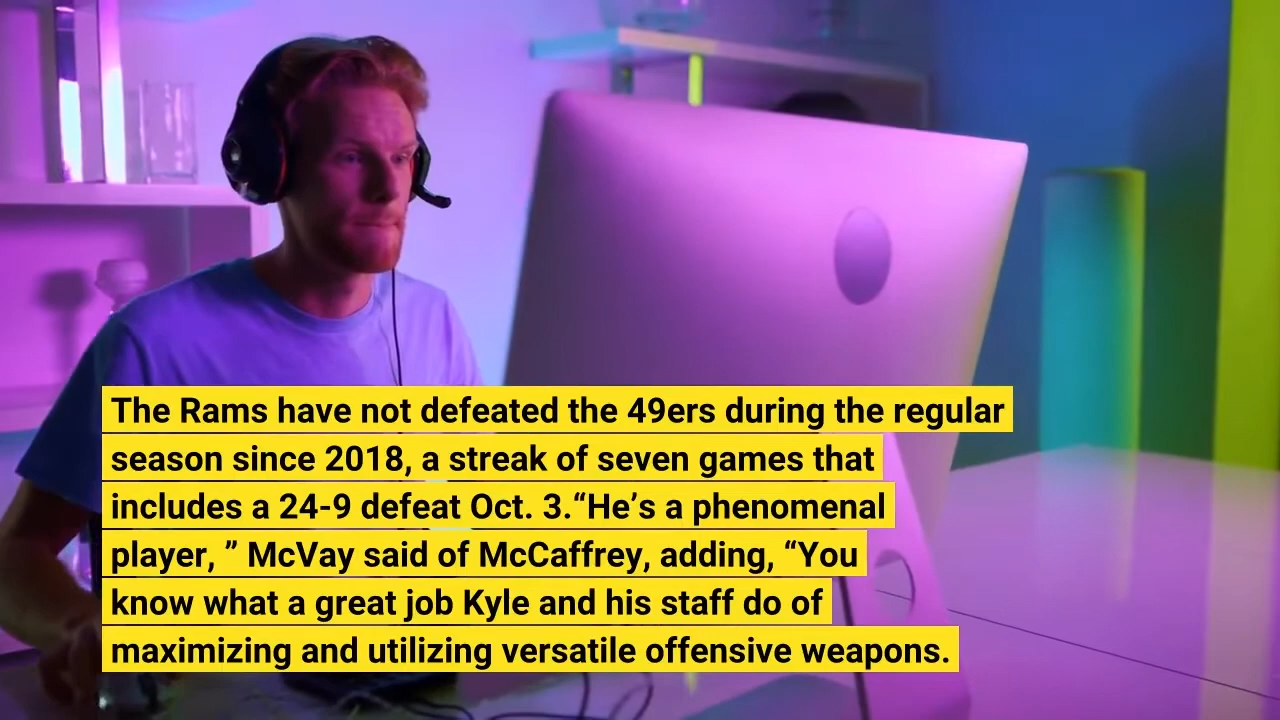 The Rams have not defeated the 49ers during the regular
season since 2018, a streak of seven games that
includes a 24-9 defeat Oct. 3.“He’s a phenomenal
player, ” McVay said of McCaffrey, adding, “You
know what a great job Kyle and his staff do of
maximizing and utilizing versatile offensive weapons.